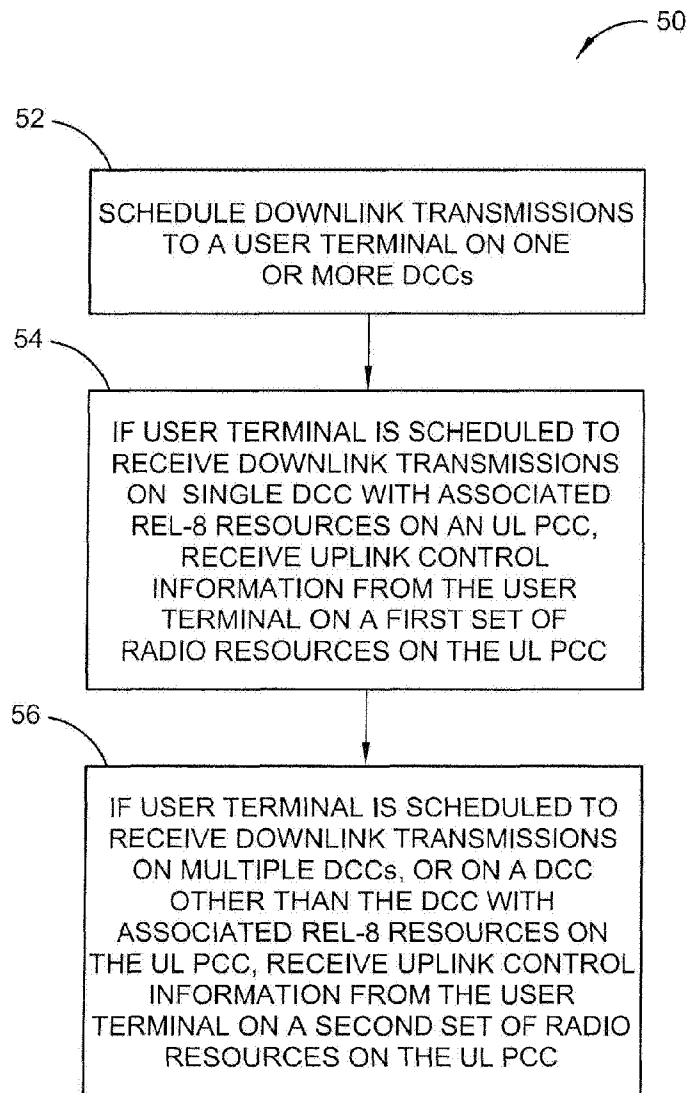 50
52
SCHEDULE DOWNLINK TRANSMISSIONS
TO A USER TERMINAL ON ONE
OR MORE DCCs
54
IF USER TERMINAL IS SCHEDULED TO
RECEIVE DOWNLINK TRANSMISSIONS
ON SINGLE DCC WITH ASSOCIATED
REL-8 RESOURCES ON AN UL PCC,
RECEIVE UPLINK CONTROL
INFORMATION FROM THE USER
TERMINAL ON A FIRST SET OF
RADIO RESOURCES ON THE UL PCC
56
IF USER TERMINAL IS SCHEDULED TO
RECEIVE DOWNLINK TRANSMISSIONS
ON MULTIPLE DCCs, OR ON A DCC
OTHER THAN THE DCC WITH
ASSOCIATED REL-8 RESOURCES ON
THE UL PCC, RECEIVE UPLINK CONTROL
INFORMATION FROM THE USER
TERMINAL ON A SECOND SET OF RADIO
RESOURCES ON THE UL PCC